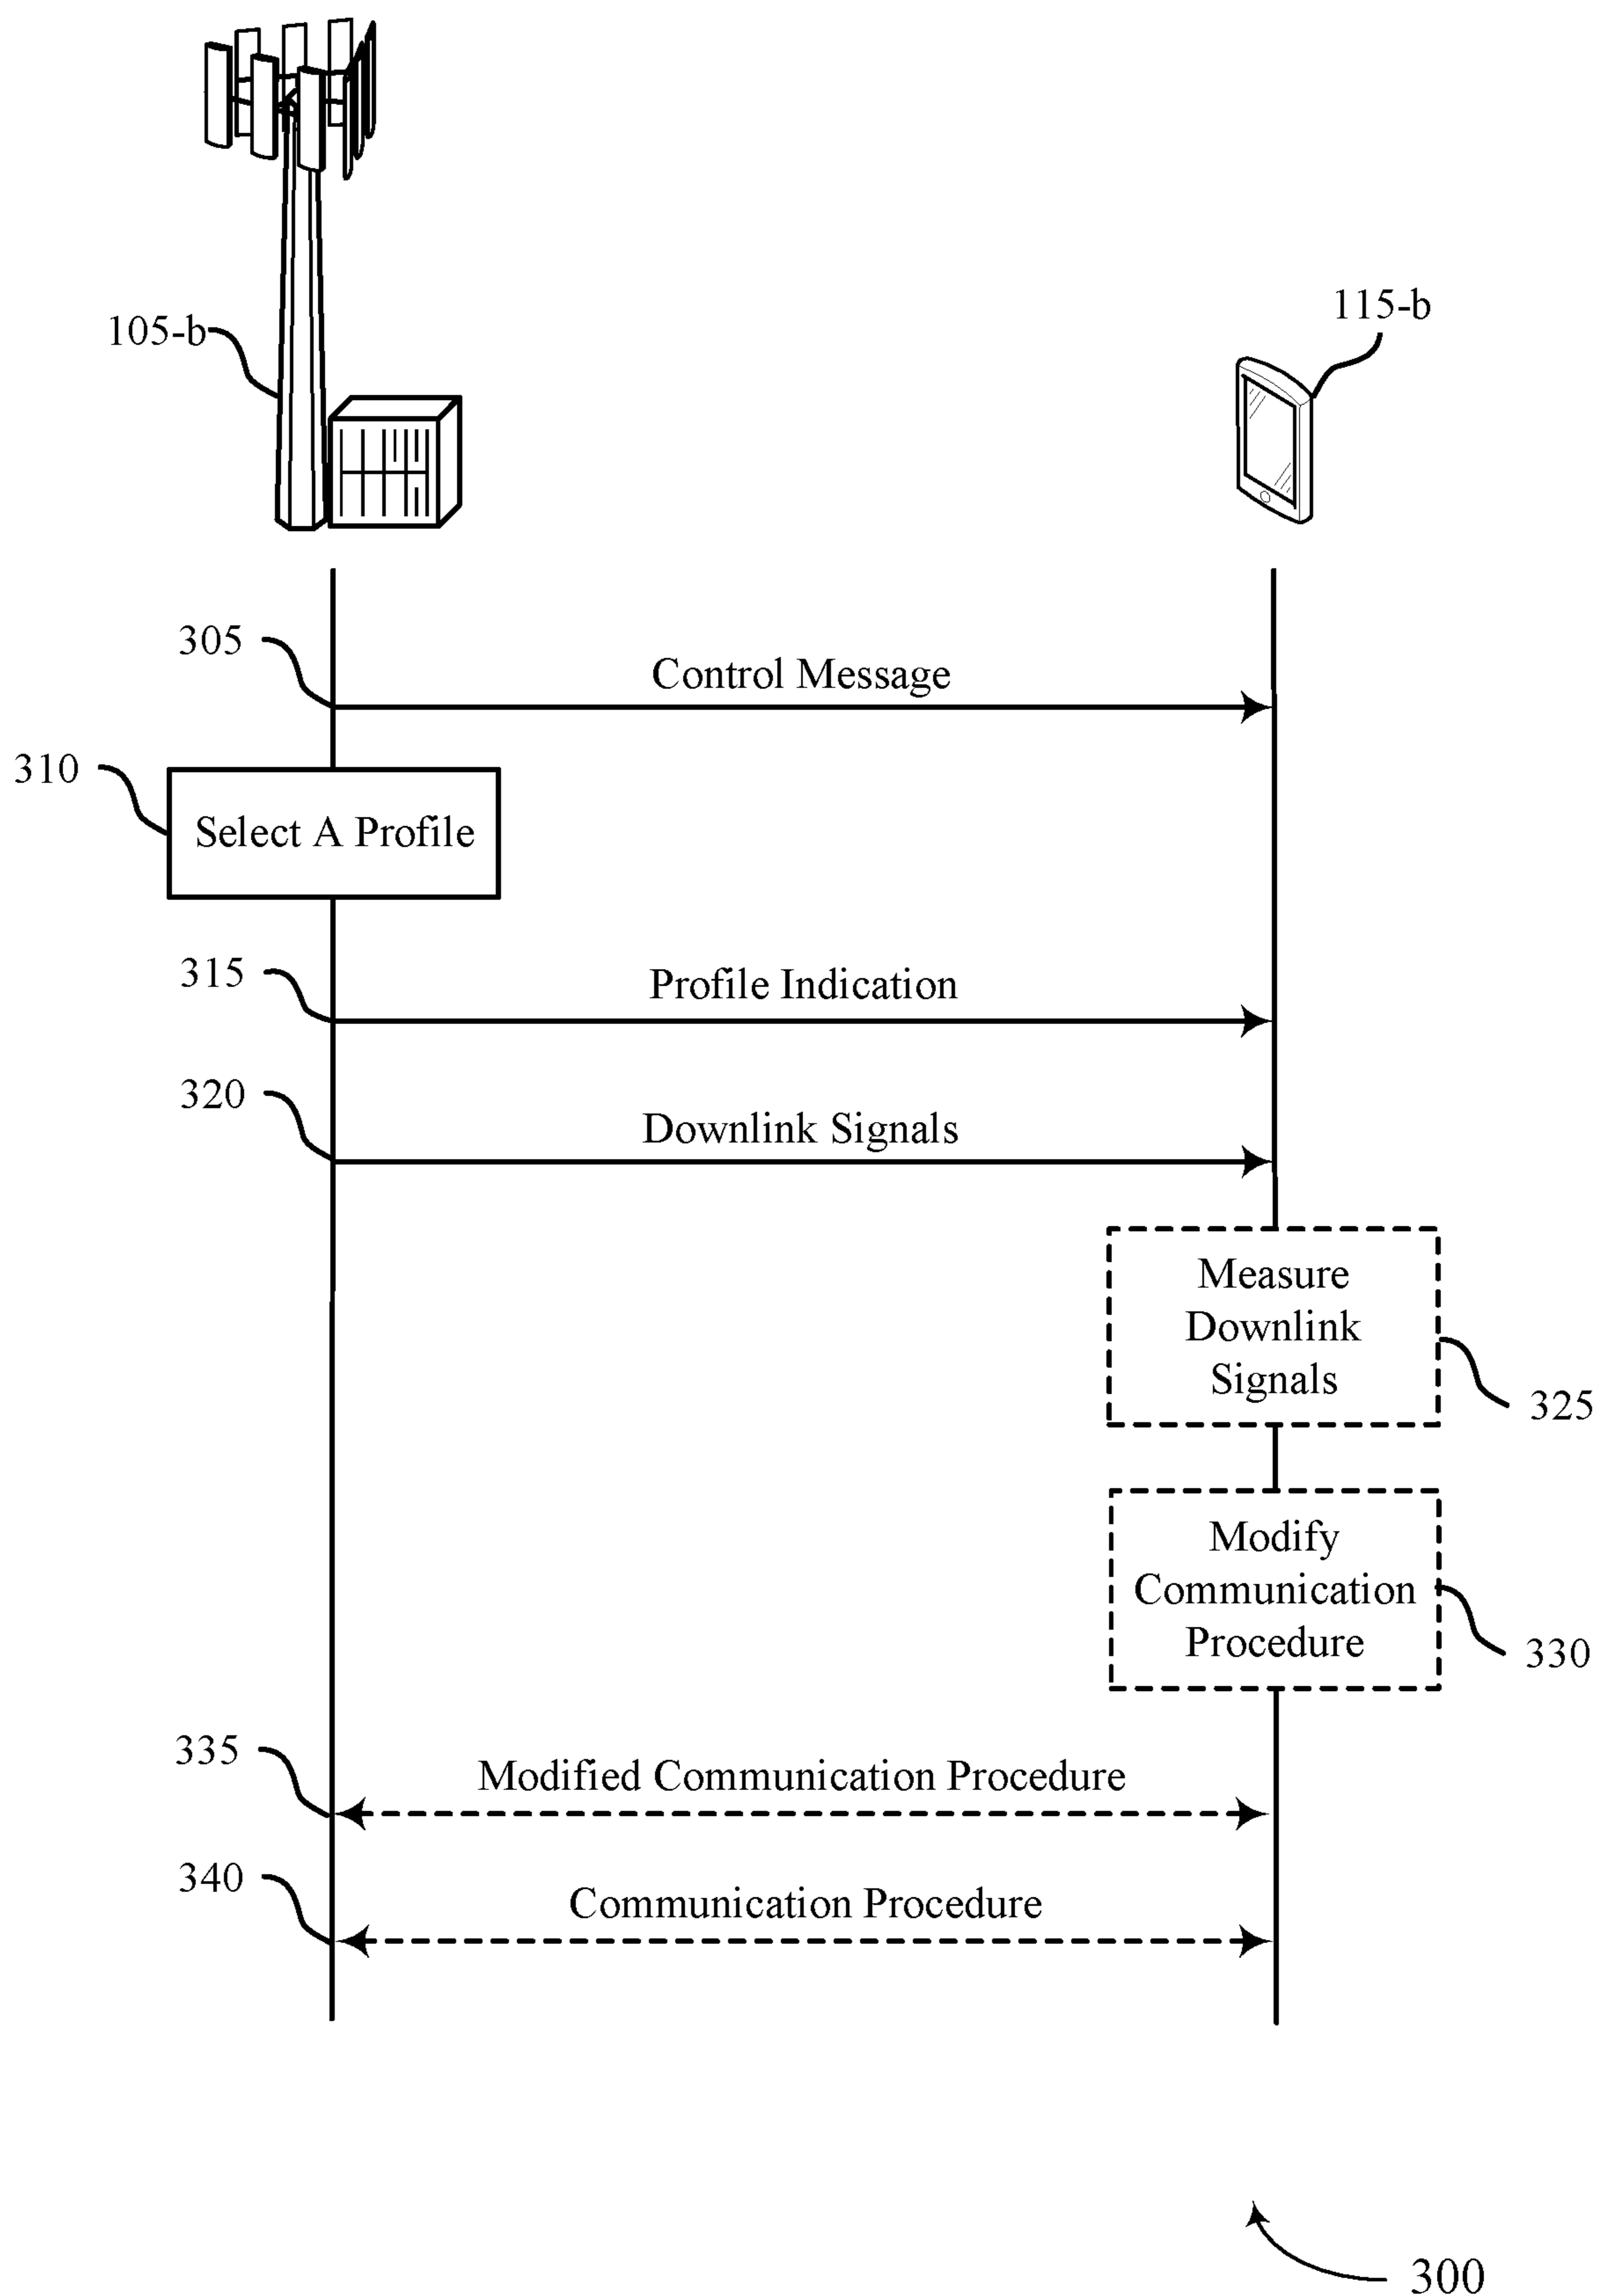 105-b
115-b
305
Control Message
310
Select A Profile
315
Profile Indication
320
Downlink Signals
Measure
Downlink
Signals
325
Modify
Communication
Procedure
330
335
Modified Communication Procedure
340
Communication Procedure
300